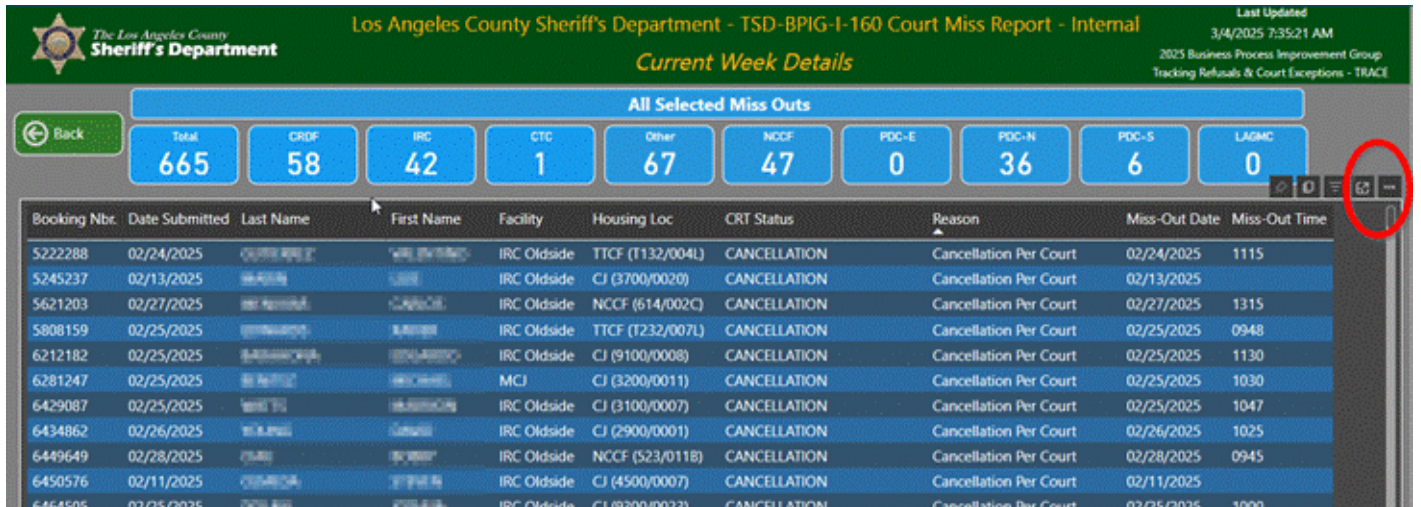 The Los Angeles County
Sheriff's Department
Los Angeles County Sheriff's Department - TSD-BPIG-I-160 Court Miss Report - Internal
Current Week Details
Last Updated
3/4/2025 7:35:21 AM
2025 Business Process Improvement Group
Tracking Refusals & Court Exceptions - TRACE
Back
All Selected Miss Outs
Total CRDF IRC CTC Other NCCF PDC-E PDC-N PDC-S LAGMC
665 58 42 1 67 47 0 36 6 0
Booking Nbr. Date Submitted Last Name First Name Facility Housing Loc CRT Status Reason Miss-Out Date Miss-Out Time
5222288 02/24/2025 IRC Oldside TTCF (T132/004L) CANCELLATION Cancellation Per Court 02/24/2025 1115
5245237 02/13/2025 IRC Oldside CJ (3700/0020) CANCELLATION Cancellation Per Court 02/13/2025
5621203 02/27/2025 IRC Oldside NCCF (614/002C) CANCELLATION Cancellation Per Court 02/27/2025 1315
5808159 02/25/2025 IRC Oldside TTCF (T232/007L) CANCELLATION Cancellation Per Court 02/25/2025 0948
6212182 02/25/2025 IRC Oldside CJ (9100/0008) CANCELLATION Cancellation Per Court 02/25/2025 1130
6281247 02/25/2025 MCJ CJ (3200/0011) CANCELLATION Cancellation Per Court 02/25/2025 1030
6429087 02/25/2025 IRC Oldside CJ (3100/0007) CANCELLATION Cancellation Per Court 02/25/2025 1047
6434862 02/26/2025 IRC Oldside CJ (2900/0001) CANCELLATION Cancellation Per Court 02/26/2025 1025
6449649 02/28/2025 IRC Oldside NCCF (523/011B) CANCELLATION Cancellation Per Court 02/28/2025 0945
6450576 02/11/2025 IRC Oldside CJ (4500/0007) CANCELLATION Cancellation Per Court 02/11/2025
02/25/2025 IRC Oldside CANCELLATION Cancellation Per Court 02/25/2025